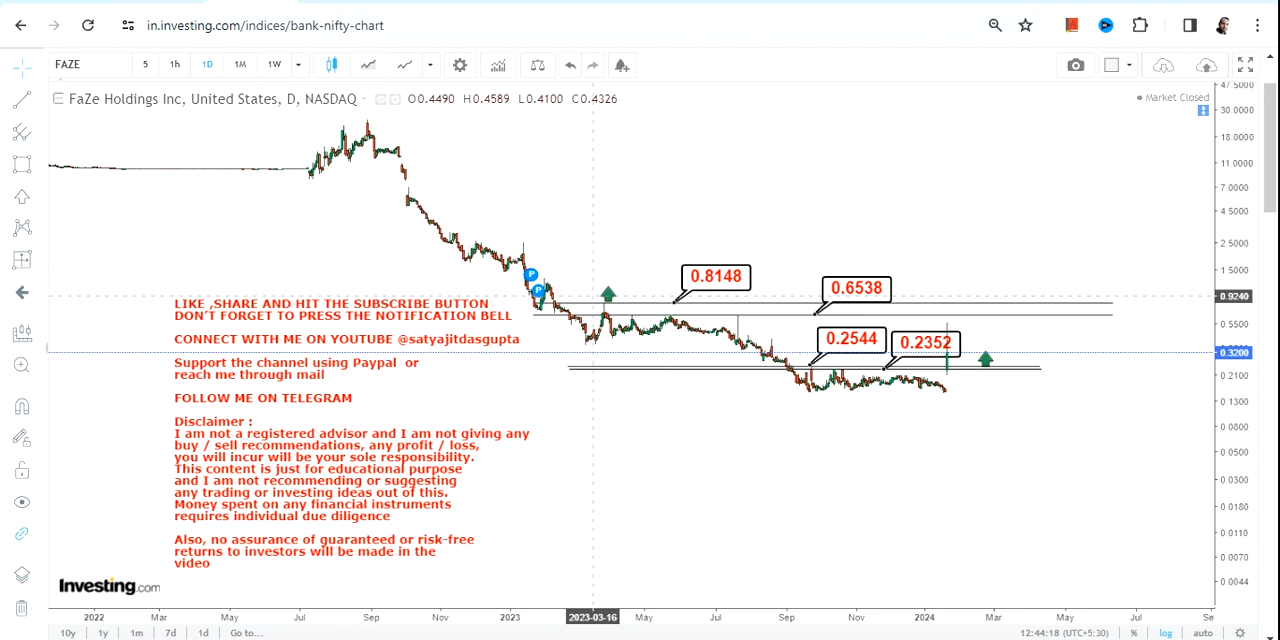 in.investing.com/indices/bank-nifty-chart
FAZE 5 1h 1D 1M 1W
FaZe Holdings Inc, United States, D, NASDAQ O0.4490 H0.4589 L0.4100 C0.4326
Market Closed
47.5000
30.0000
18.0000
11.0000
7.0000
4.5000
2.5000
1.5000
0.9240
0.5500
0.3200
0.2100
0.1300
0.0800
0.0500
0.0300
0.0180
0.0110
0.0070
0.0044
P
P
0.8148
0.6538
0.2544
0.2352
LIKE ,SHARE AND HIT THE SUBSCRIBE BUTTON
DON'T FORGET TO PRESS THE NOTIFICATION BELL
CONNECT WITH ME ON YOUTUBE @satyajitdasgupta
Support the channel using Paypal or
reach me through mail
FOLLOW ME ON TELEGRAM
Disclaimer :
I am not a registered advisor and I am not giving any
buy / sell recommendations, any profit / loss,
you will incur will be your sole responsibility.
This content is just for educational purpose
and I am not recommending or suggesting
any trading or investing ideas out of this.
Money spent on any financial instruments
requires individual due diligence
Also, no assurance of guaranteed or risk-free
returns to investors will be made in the
video
Investing.com
2022 Mar May Jul Sep Nov 2023 2023-03-16 May Jul Sep Nov 2024 Mar May Jul Se
10y 1y 1m 7d 1d Go to... 12:44:18 (UTC+5:30) % log auto